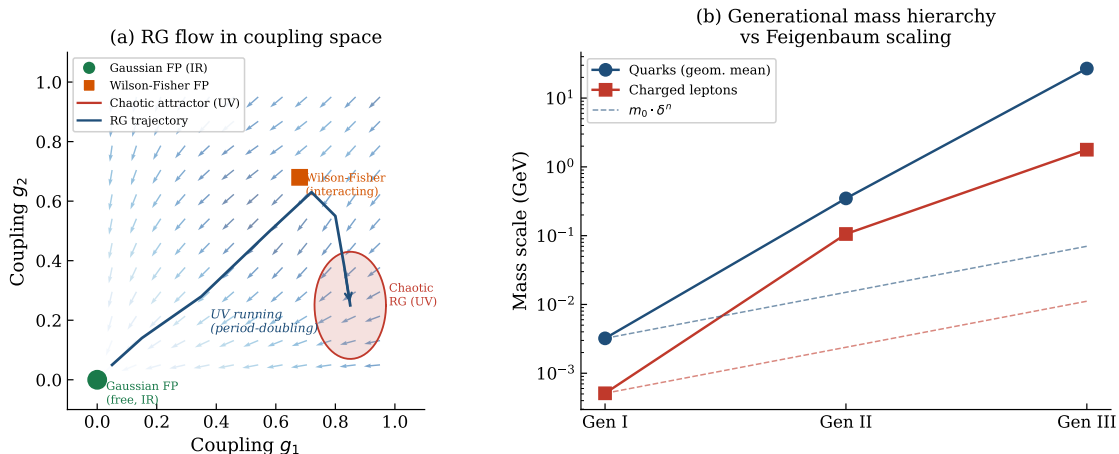 (a) RG flow in coupling space
Gaussian FP (IR)
Wilson-Fisher FP
Chaotic attractor (UV)
RG trajectory
1.0
0.8
0.6
0.4
0.2
0.0
Coupling g₂
Wilson-Fisher
(interacting)
Chaotic
RG (UV)
UV running
(period-doubling)
Gaussian FP
(free, IR)
0.0 0.2 0.4 0.6 0.8 1.0
Coupling g₁
(b) Generational mass hierarchy
vs Feigenbaum scaling
Quarks (geom. mean)
Charged leptons
m₀ · δⁿ
10¹
10⁰
10⁻¹
10⁻²
10⁻³
Mass scale (GeV)
Gen I Gen II Gen III